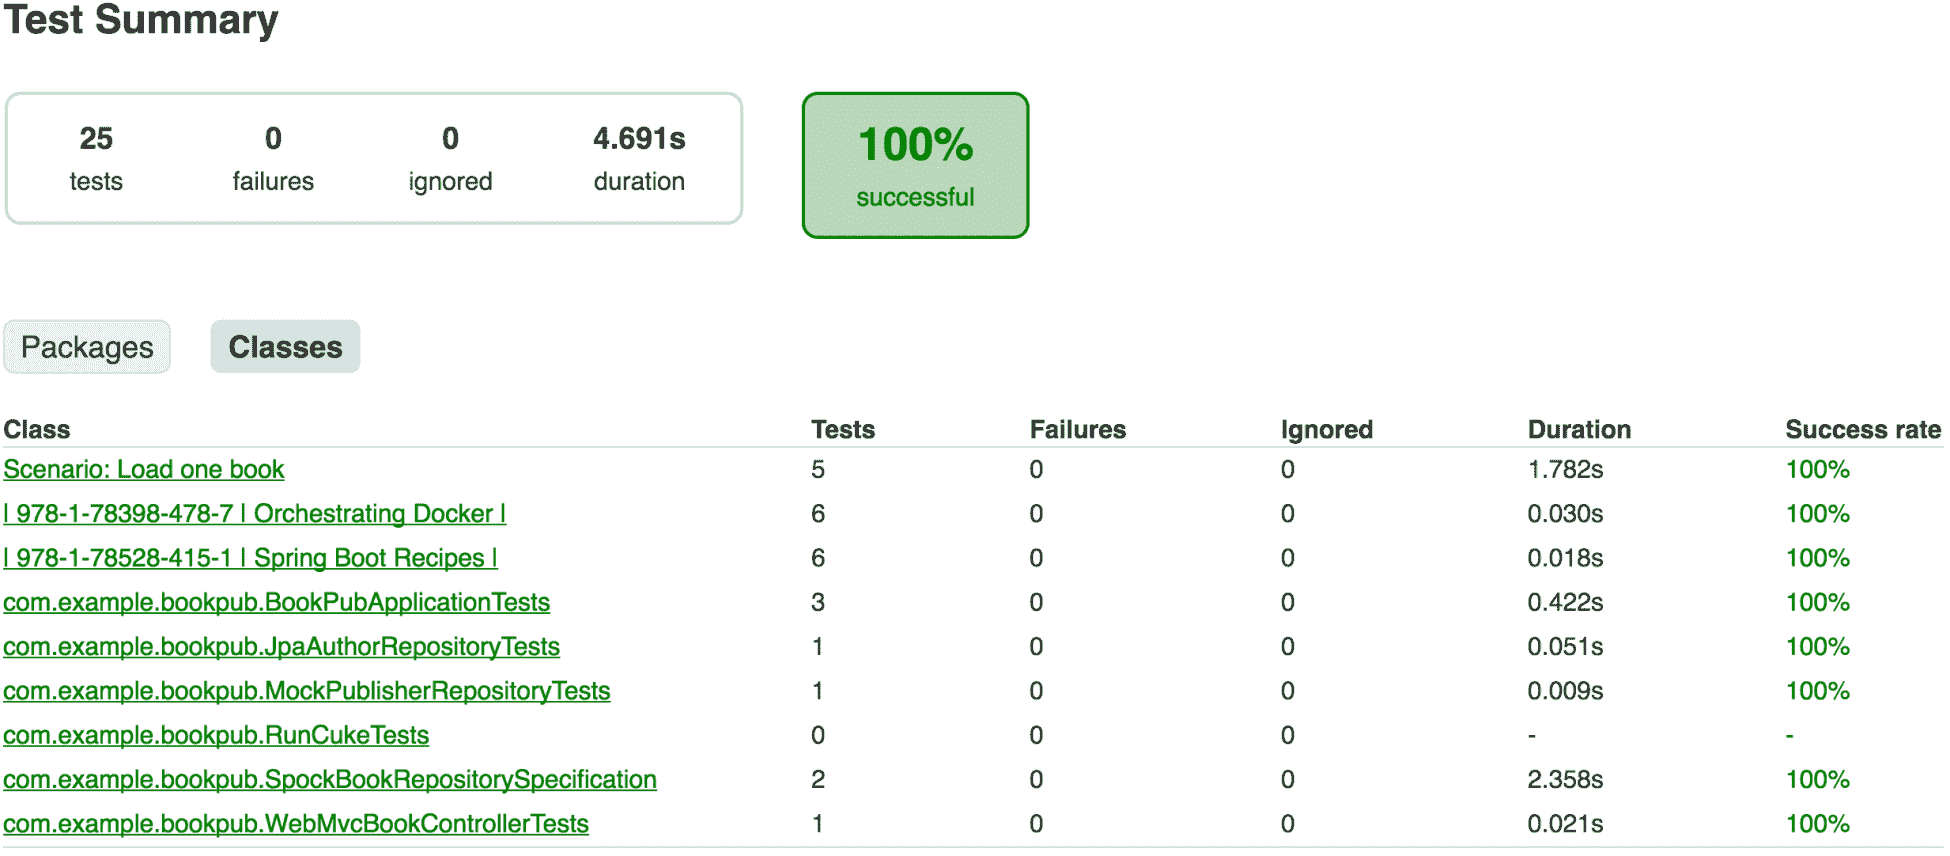 Test Summary
25 0 0 4.691s
tests failures ignored duration
100%
successful
Packages Classes
Class Tests Failures Ignored Duration Success rate
Scenario: Load one book 5 0 0 1.782s 100%
| 978-1-78398-478-7 | Orchestrating Docker | 6 0 0 0.030s 100%
| 978-1-78528-415-1 | Spring Boot Recipes | 6 0 0 0.018s 100%
com.example.bookpub.BookPubApplicationTests 3 0 0 0.422s 100%
com.example.bookpub.JpaAuthorRepositoryTests 1 0 0 0.051s 100%
com.example.bookpub.MockPublisherRepositoryTests 1 0 0 0.009s 100%
com.example.bookpub.RunCukeTests 0 0 0 - -
com.example.bookpub.SpockBookRepositorySpecification 2 0 0 2.358s 100%
com.example.bookpub.WebMvcBookControllerTests 1 0 0 0.021s 100%